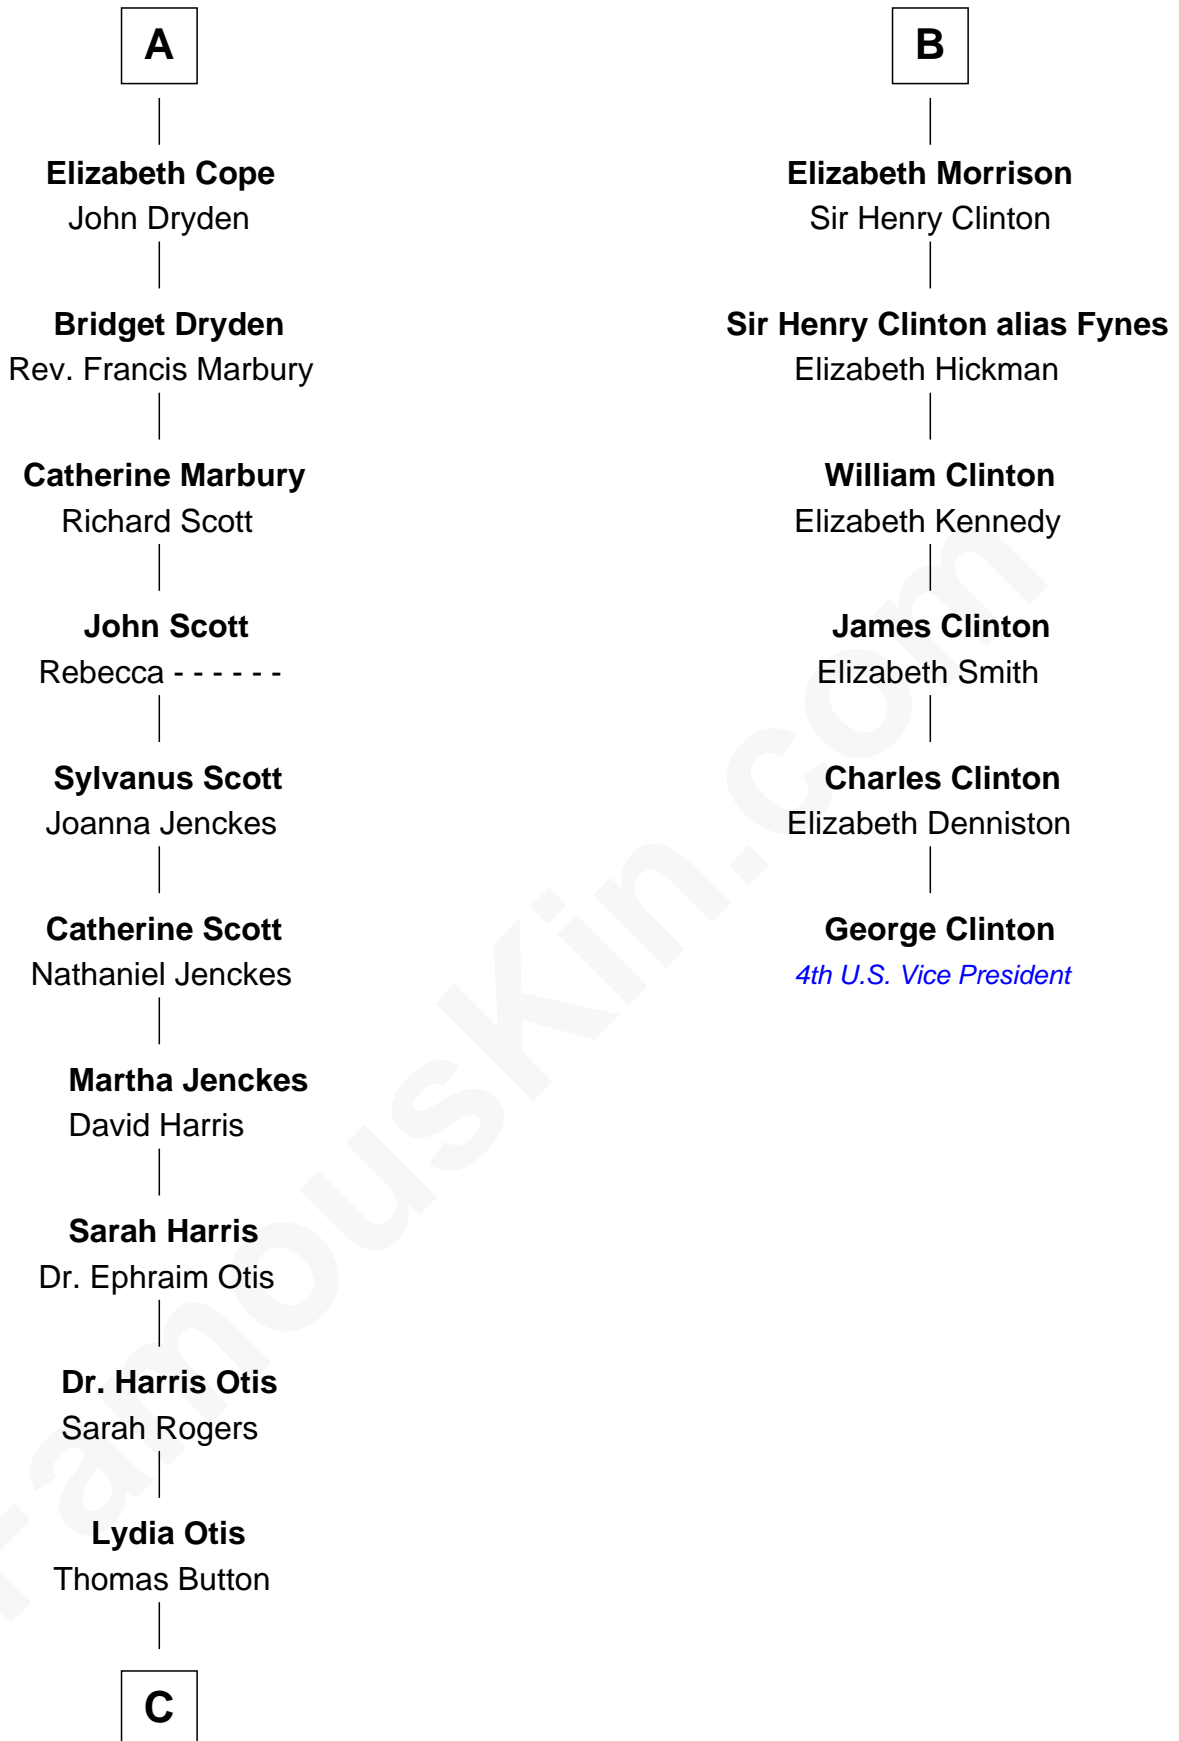 A
Elizabeth Cope
John Dryden
Bridget Dryden
Rev. Francis Marbury
Catherine Marbury
Richard Scott
John Scott
Rebecca - - - - - -
Sylvanus Scott
Joanna Jenckes
Catherine Scott
Nathaniel Jenckes
Martha Jenckes
David Harris
Sarah Harris
Dr. Ephraim Otis
Dr. Harris Otis
Sarah Rogers
Lydia Otis
Thomas Button
C
B
Elizabeth Morrison
Sir Henry Clinton
Sir Henry Clinton alias Fynes
Elizabeth Hickman
William Clinton
Elizabeth Kennedy
James Clinton
Elizabeth Smith
Charles Clinton
Elizabeth Denniston
George Clinton
4th U.S. Vice President
FamousKin.com